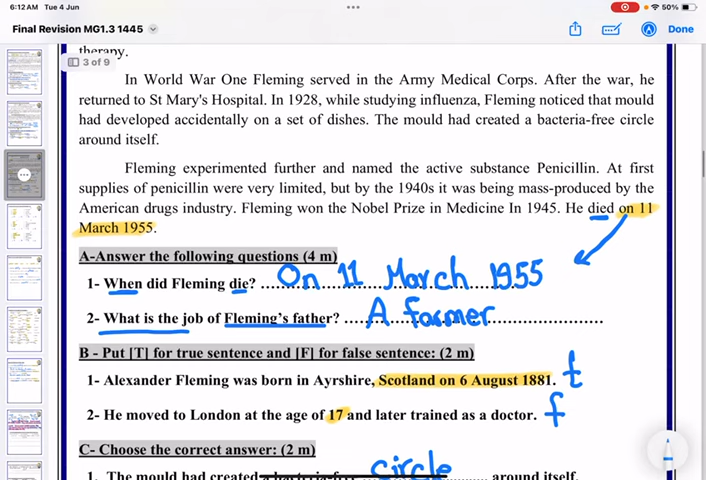 6:12 AM Tue 4 Jun
50%
Final Revision MG1.3 1445
Done
therapy.
3 of 9
In World War One Fleming served in the Army Medical Corps. After the war, he
returned to St Mary's Hospital. In 1928, while studying influenza, Fleming noticed that mould
had developed accidentally on a set of dishes. The mould had created a bacteria-free circle
around itself.
Fleming experimented further and named the active substance Penicillin. At first
supplies of penicillin were very limited, but by the 1940s it was being mass-produced by the
American drugs industry. Fleming won the Nobel Prize in Medicine In 1945. He died on 11
March 1955.
A-Answer the following questions (4 m)
1- When did Fleming die? ......On 11 March 1955
2- What is the job of Fleming's father? .....A farmer..............................
B - Put [T] for true sentence and [F] for false sentence: (2 m)
1- Alexander Fleming was born in Ayrshire, Scotland on 6 August 1881. t
2- He moved to London at the age of 17 and later trained as a doctor. f
C- Choose the correct answer: (2 m)
1. The mould had created circle around itself.